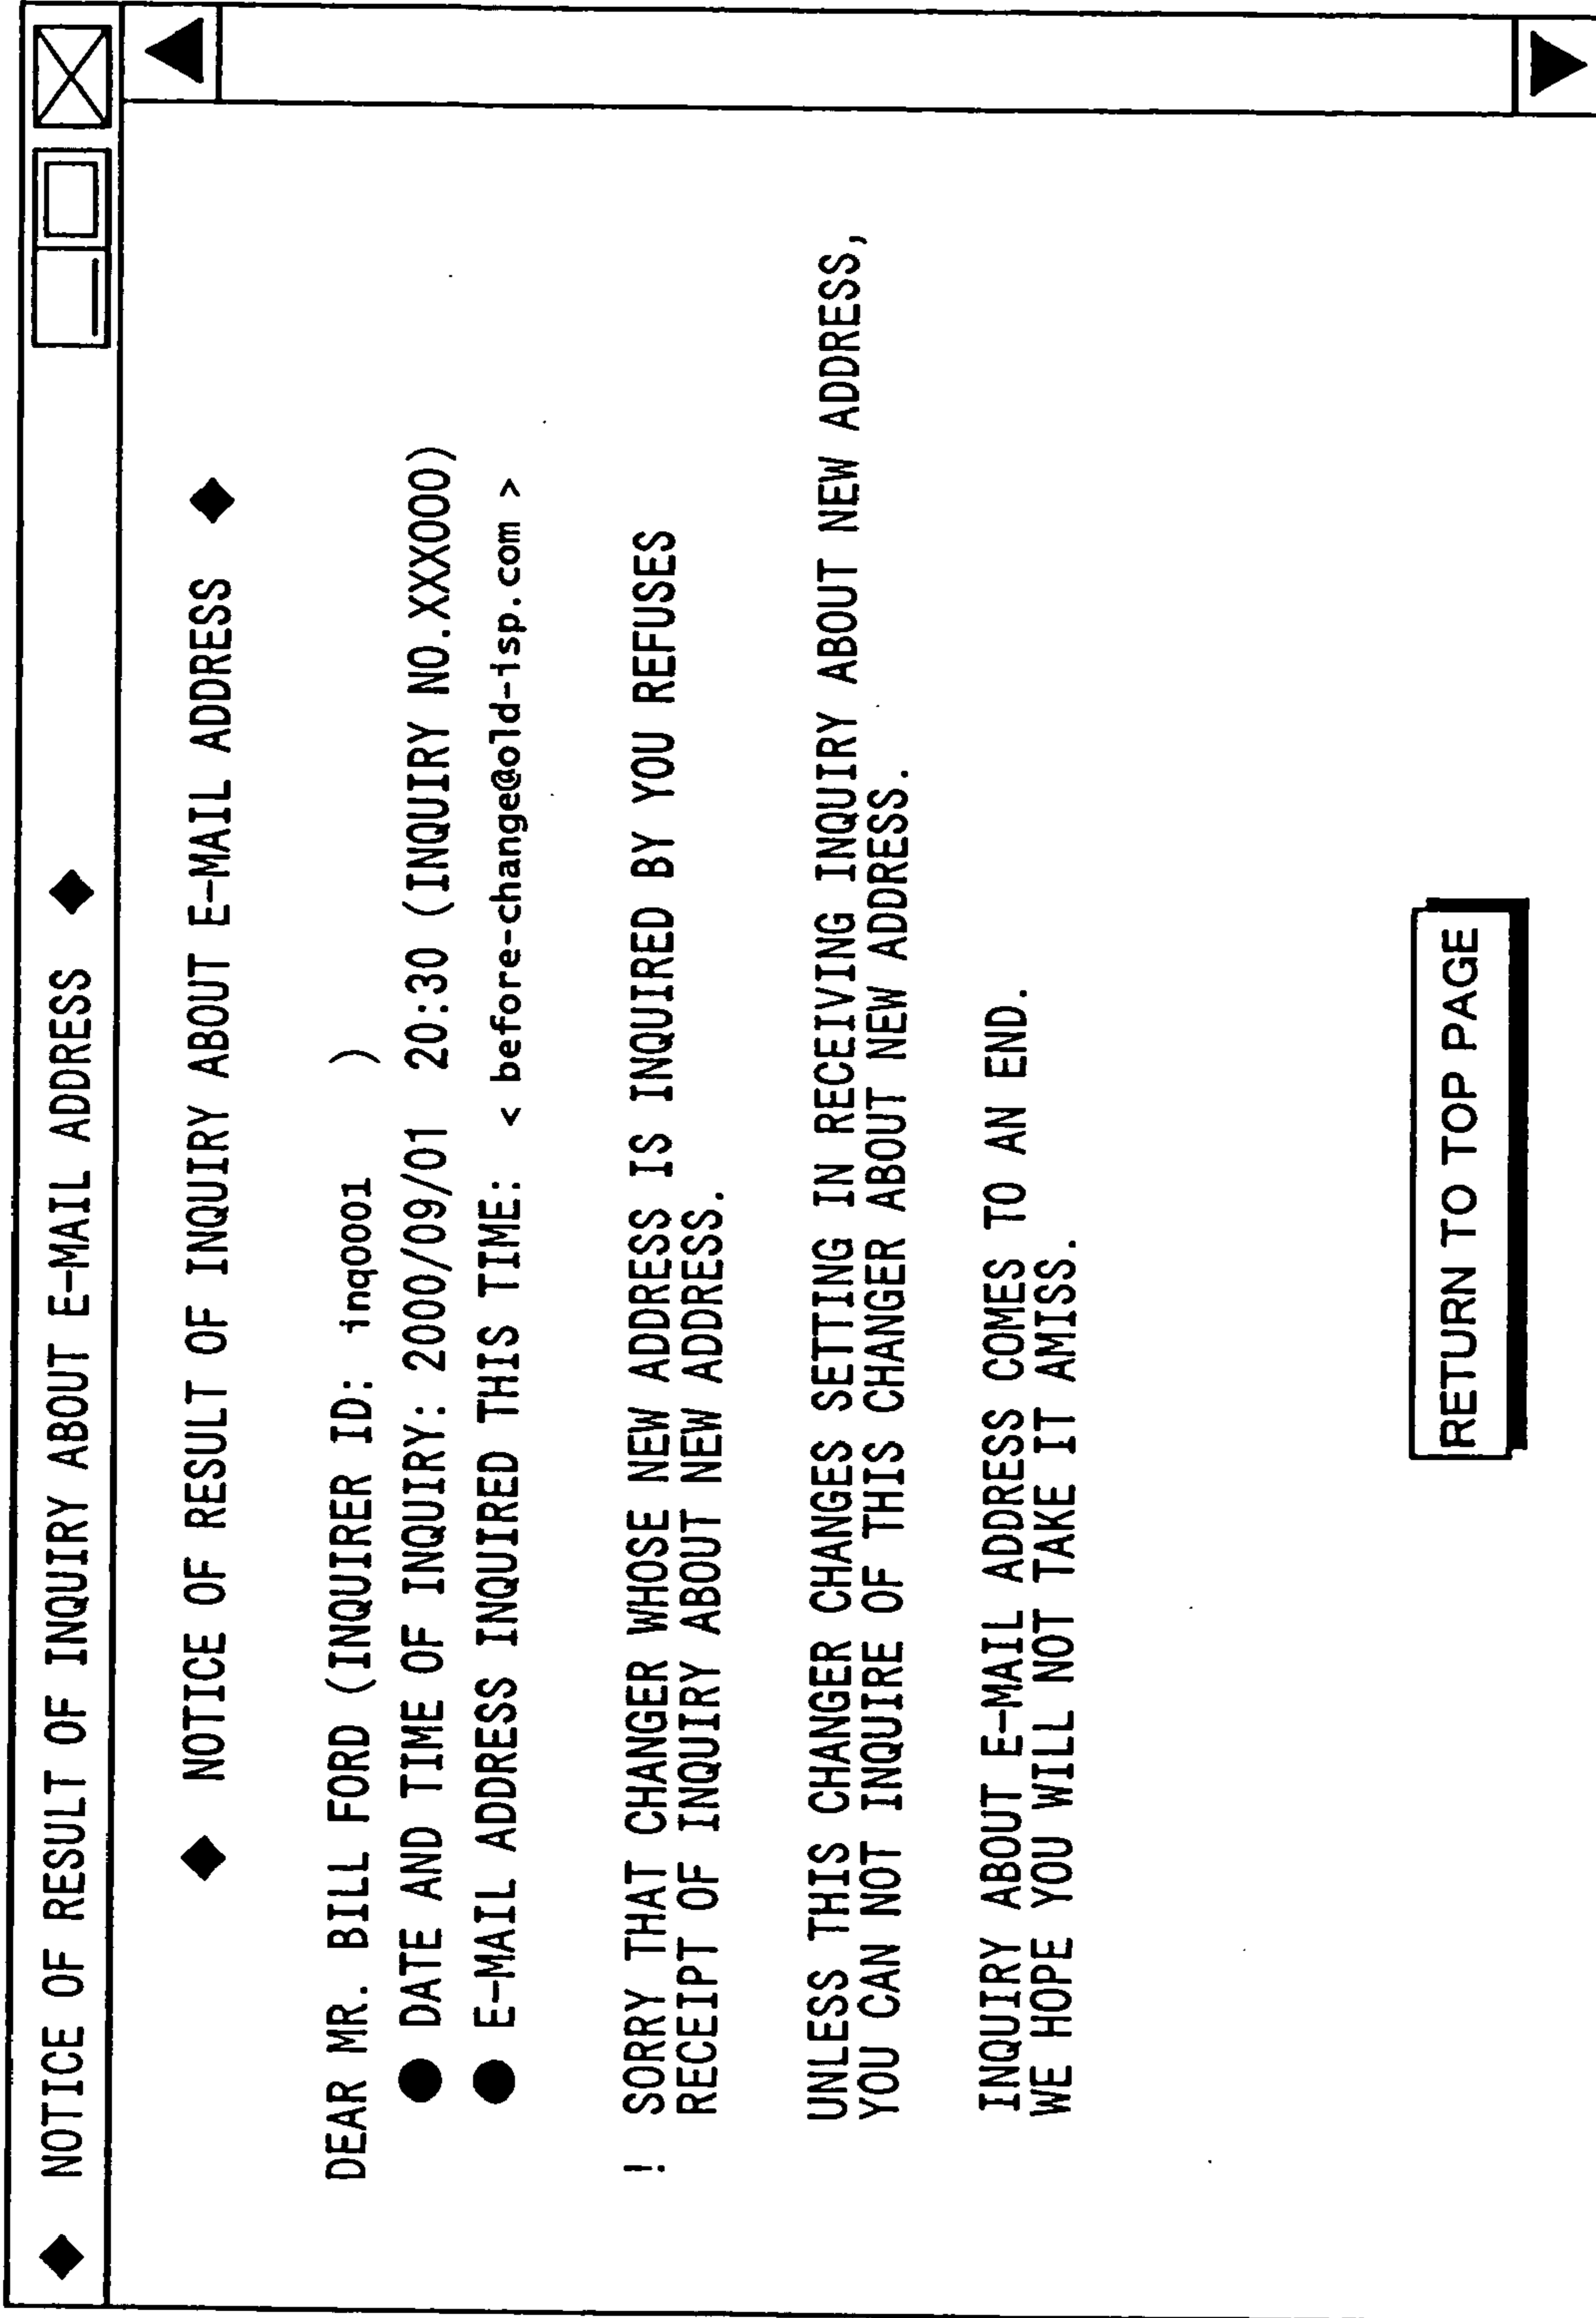 ◆ NOTICE OF RESULT OF INQUIRY ABOUT E-MAIL ADDRESS ◆
◆ NOTICE OF RESULT OF INQUIRY ABOUT E-MAIL ADDRESS ◆
DEAR MR. BILL FORD (INQUIRER ID: inq0001 )
● DATE AND TIME OF INQUIRY: 2000/09/01 20:30 (INQUIRY NO.XXX000)
● E-MAIL ADDRESS INQUIRED THIS TIME: < before-change@old-isp.com >
! SORRY THAT CHANGER WHOSE NEW ADDRESS IS INQUIRED BY YOU REFUSES
RECEIPT OF INQUIRY ABOUT NEW ADDRESS.
UNLESS THIS CHANGER CHANGES SETTING IN RECEIVING INQUIRY ABOUT NEW ADDRESS,
YOU CAN NOT INQUIRE OF THIS CHANGER ABOUT NEW ADDRESS.
INQUIRY ABOUT E-MAIL ADDRESS COMES TO AN END.
WE HOPE YOU WILL NOT TAKE IT AMISS.
RETURN TO TOP PAGE